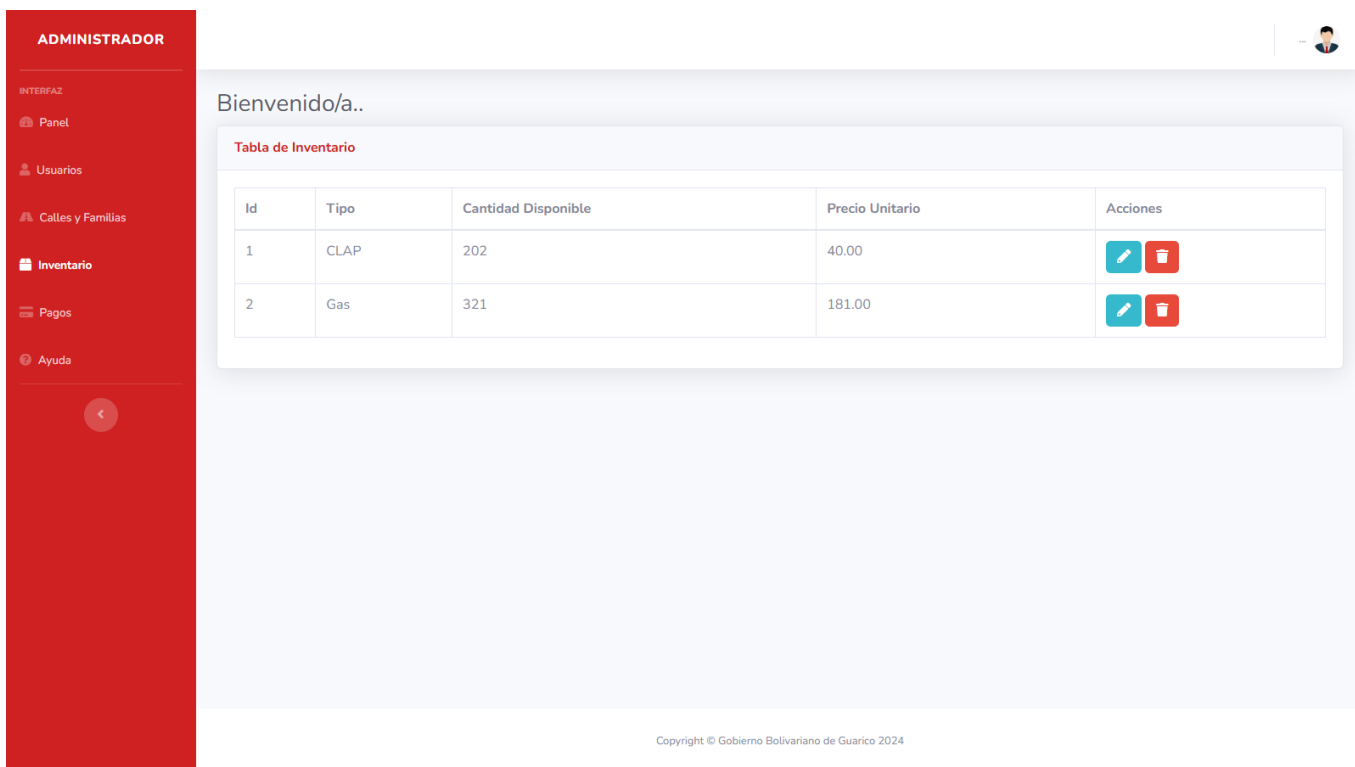 ADMINISTRADOR
...
INTERFAZ
Panel
Usuarios
Calles y Familias
Inventario
Pagos
Ayuda
Bienvenido/a..
Tabla de Inventario
Id Tipo Cantidad Disponible Precio Unitario Acciones
1 CLAP 202 40.00
2 Gas 321 181.00
Copyright © Gobierno Bolivariano de Guarico 2024